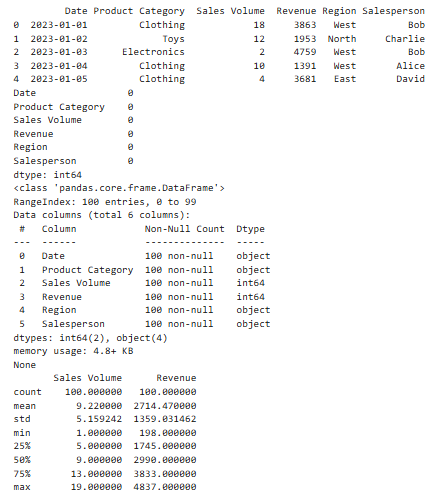 Date Product Category Sales Volume Revenue Region Salesperson
0 2023-01-01 Clothing 18 3863 West Bob
1 2023-01-02 Toys 12 1953 North Charlie
2 2023-01-03 Electronics 2 4759 West Bob
3 2023-01-04 Clothing 10 1391 West Alice
4 2023-01-05 Clothing 4 3681 East David
Date 0
Product Category 0
Sales Volume 0
Revenue 0
Region 0
Salesperson 0
dtype: int64
<class 'pandas.core.frame.DataFrame'>
RangeIndex: 100 entries, 0 to 99
Data columns (total 6 columns):
# Column Non-Null Count Dtype
--- ------ -------------- -----
0 Date 100 non-null object
1 Product Category 100 non-null object
2 Sales Volume 100 non-null int64
3 Revenue 100 non-null int64
4 Region 100 non-null object
5 Salesperson 100 non-null object
dtypes: int64(2), object(4)
memory usage: 4.8+ KB
None
Sales Volume Revenue
count 100.000000 100.000000
mean 9.220000 2714.470000
std 5.159242 1359.031462
min 1.000000 198.000000
25% 5.000000 1745.000000
50% 9.000000 2990.000000
75% 13.000000 3833.000000
max 19.000000 4837.000000